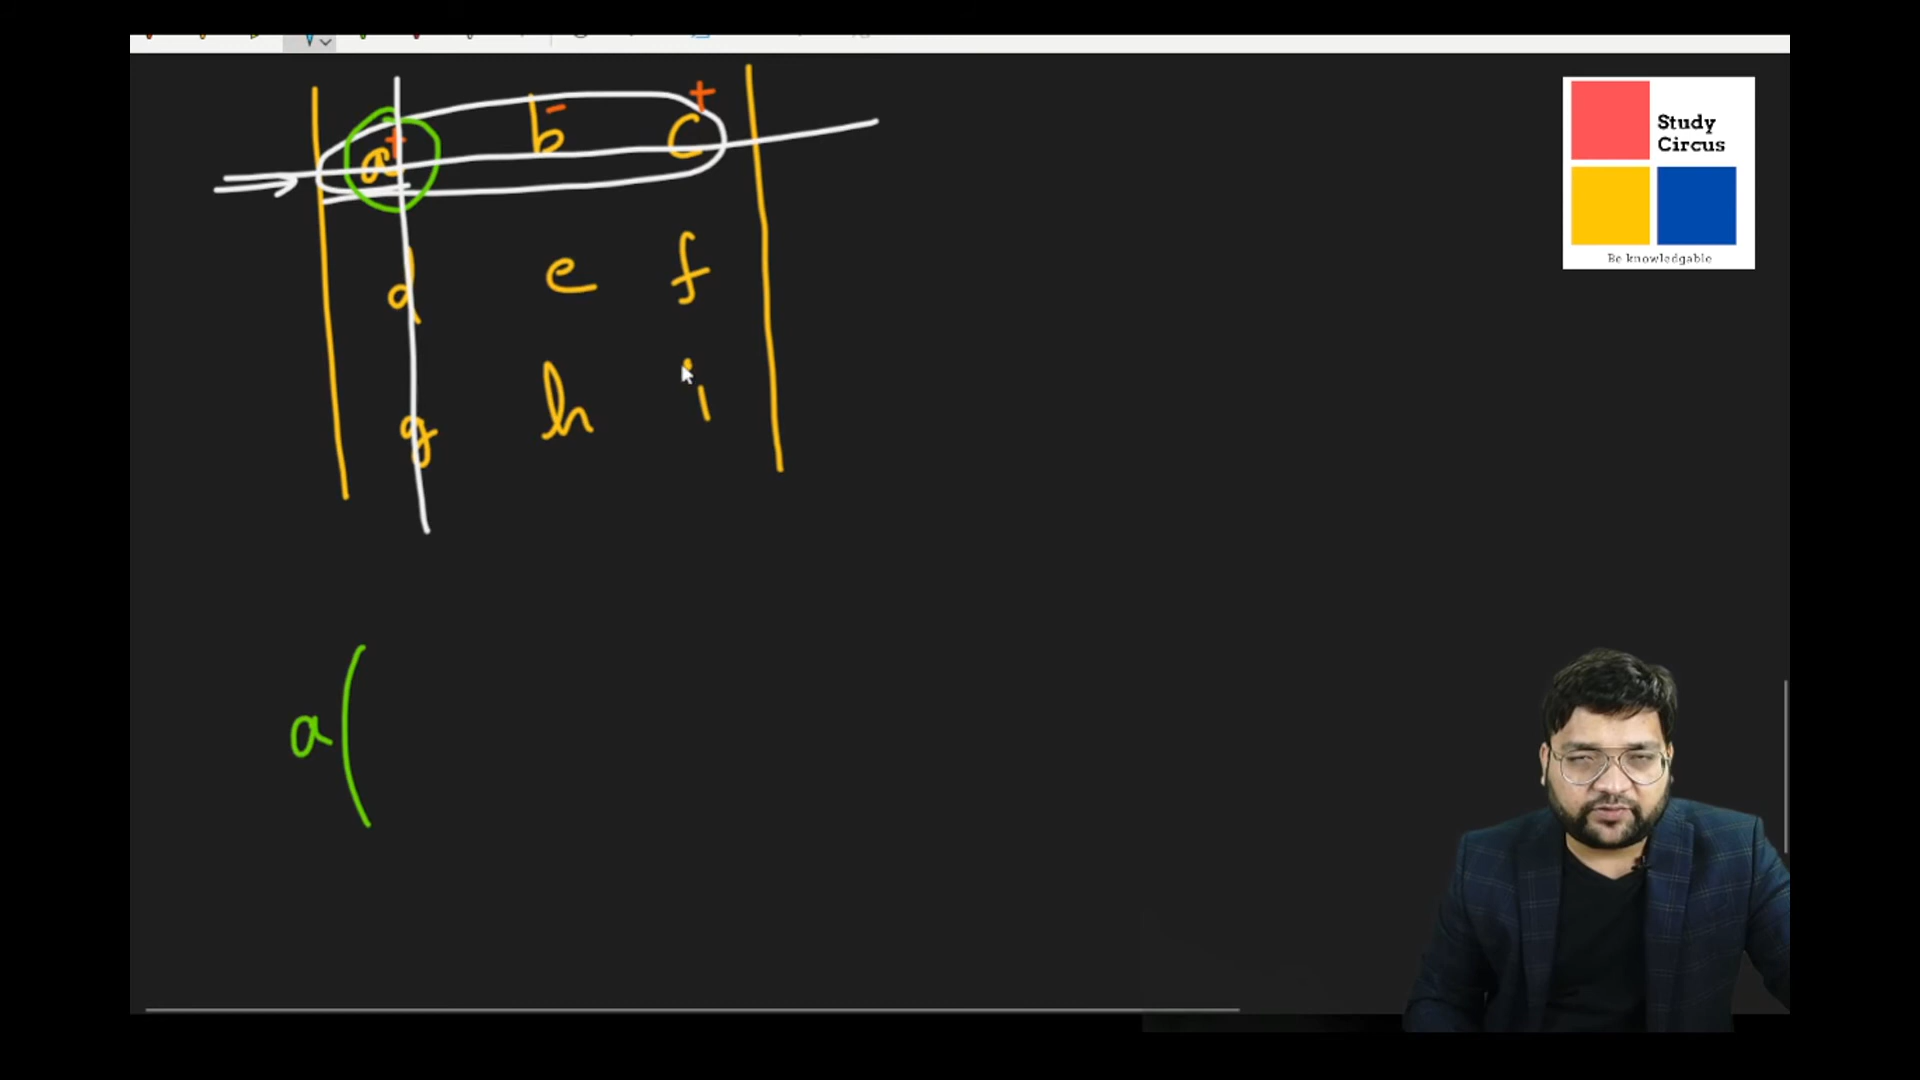 a+ b- c+
d e f
g h i
a(
Study
Circus
Be knowledgable